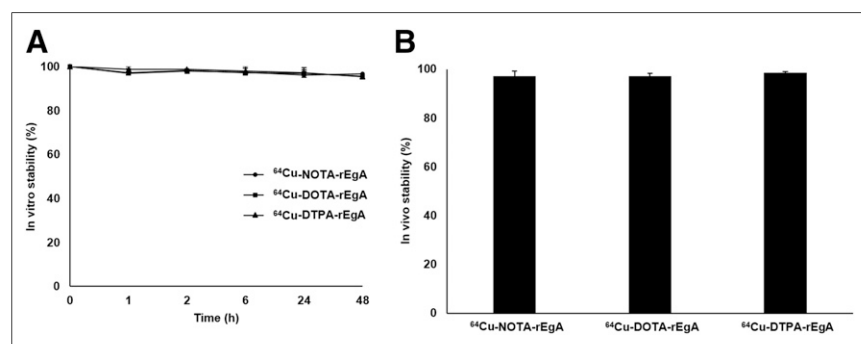 A
In vitro stability (%)
100
80
60
40
20
0
0 1 2 6 24 48
Time (h)
⁶⁴Cu-NOTA-rEgA
⁶⁴Cu-DOTA-rEgA
⁶⁴Cu-DTPA-rEgA
B
In vivo stability (%)
100
80
60
40
20
0
⁶⁴Cu-NOTA-rEgA ⁶⁴Cu-DOTA-rEgA ⁶⁴Cu-DTPA-rEgA